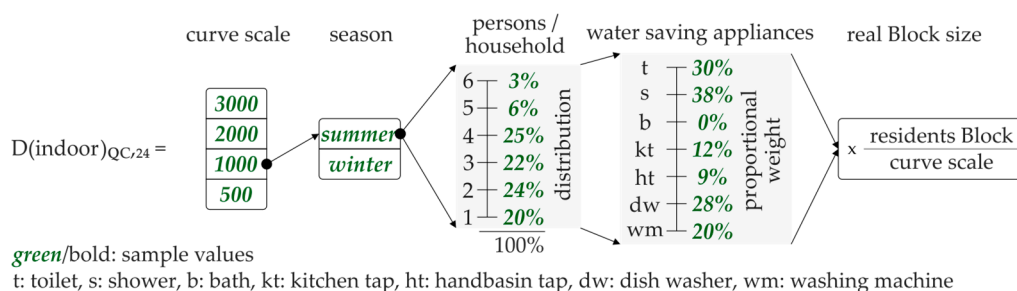 curve scale
season
persons /
household
water saving appliances
real Block size
D(indoor)QC,24 =
3000
2000
1000
500
summer
winter
6 3%
5 6%
4 25%
3 22%
2 24%
1 20%
100%
distribution
t 30%
s 38%
b 0%
kt 12%
ht 9%
dw 28%
wm 20%
proportional
weight
x residents Block
curve scale
green/bold: sample values
t: toilet, s: shower, b: bath, kt: kitchen tap, ht: handbasin tap, dw: dish washer, wm: washing machine